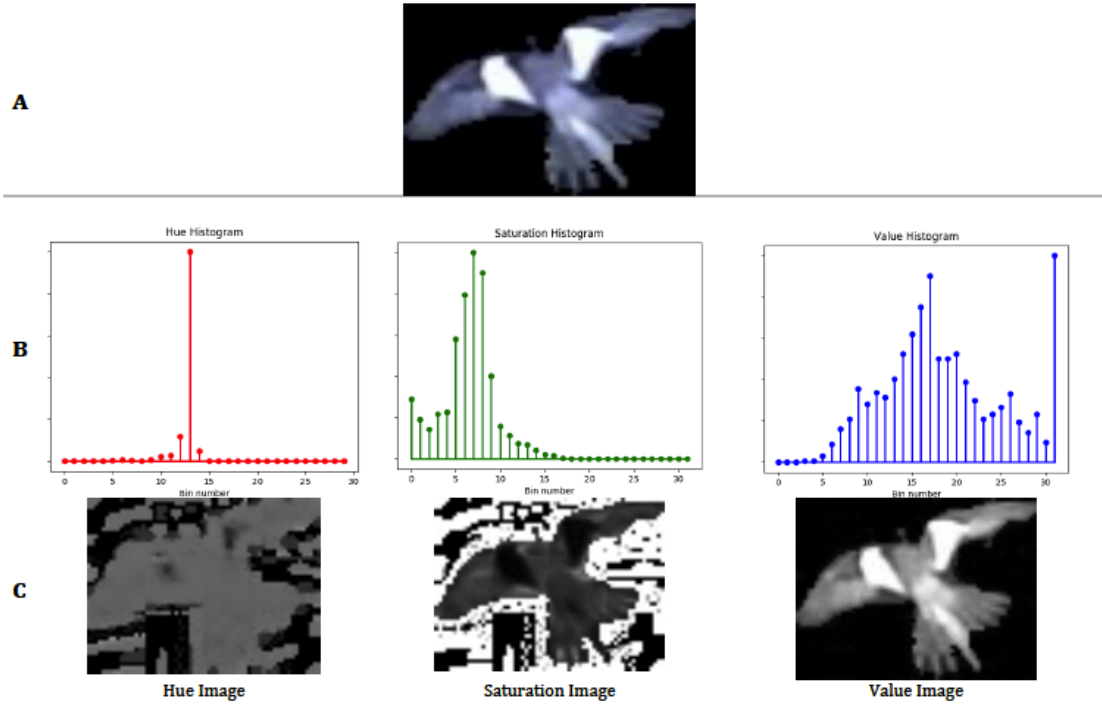 A
B
Hue Histogram
0 5 10 15 20 25 30
Bin number
Saturation Histogram
0 5 10 15 20 25 30
Bin number
Value Histogram
0 5 10 15 20 25 30
Bin number
C
Hue Image
Saturation Image
Value Image